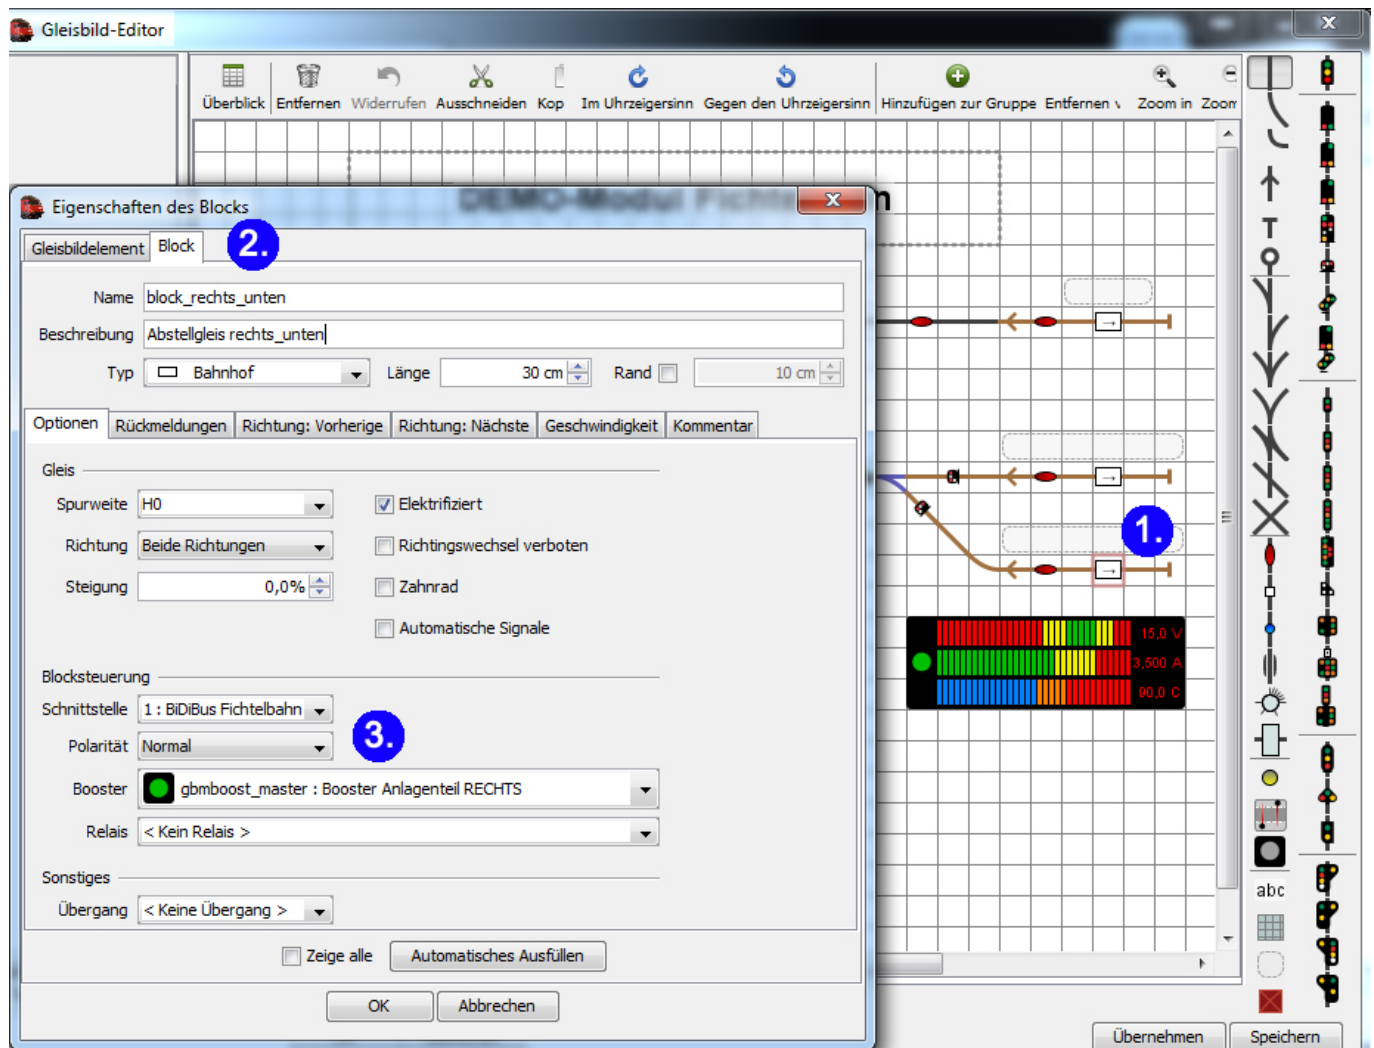 Gleisbild-Editor
x
Überblick Entfernen Widerrufen Ausschneiden Kop Im Uhrzeigersinn Gegen den Uhrzeigersinn Hinzufügen zur Gruppe Entfernen Zoom in Zoom
DEMO-Modul Fichtel n
Eigenschaften des Blocks
x
Gleisbildelement Block
2.
Name block_rechts_unten
Beschreibung Abstellgleis rechts_unten
Typ Bahnhof Länge 30 cm Rand 10 cm
Optionen Rückmeldungen Richtung: Vorherige Richtung: Nächste Geschwindigkeit Kommentar
Gleis
Spurweite H0 Elektrifiziert
Richtung Beide Richtungen Richtingswechsel verboten
Steigung 0,0% Zahnrad
Automatische Signale
Blocksteuerung
Schnittstelle 1 : BiDiBus Fichtelbahn
Polarität Normal
3.
Booster gbmboost_master : Booster Anlagenteil RECHTS
Relais < Kein Relais >
Sonstiges
Übergang < Keine Übergang >
Zeige alle Automatisches Ausfüllen
OK Abbrechen
1.
15,0 V
3,500 A
90,0 C
abc
Übernehmen Speichern